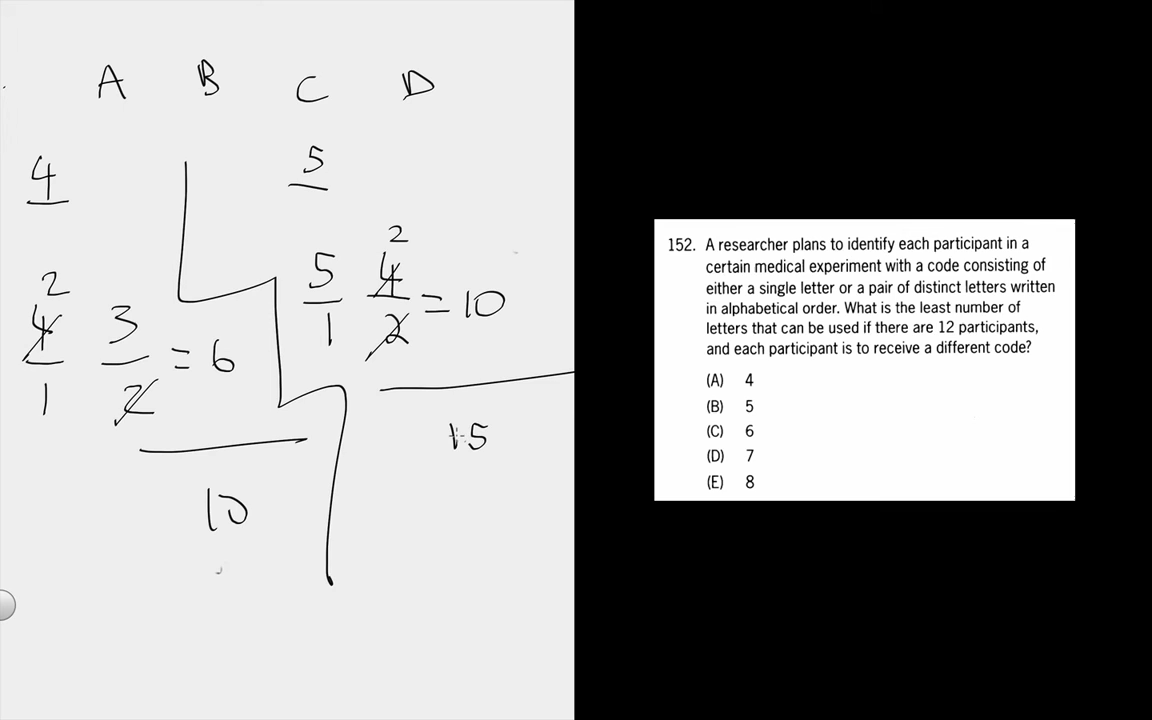 A B C D
4
2
4 3
1 2
= 6
10
5
2
5 4
1 2
= 10
15
152. A researcher plans to identify each participant in a
certain medical experiment with a code consisting of
either a single letter or a pair of distinct letters written
in alphabetical order. What is the least number of
letters that can be used if there are 12 participants,
and each participant is to receive a different code?
(A) 4
(B) 5
(C) 6
(D) 7
(E) 8